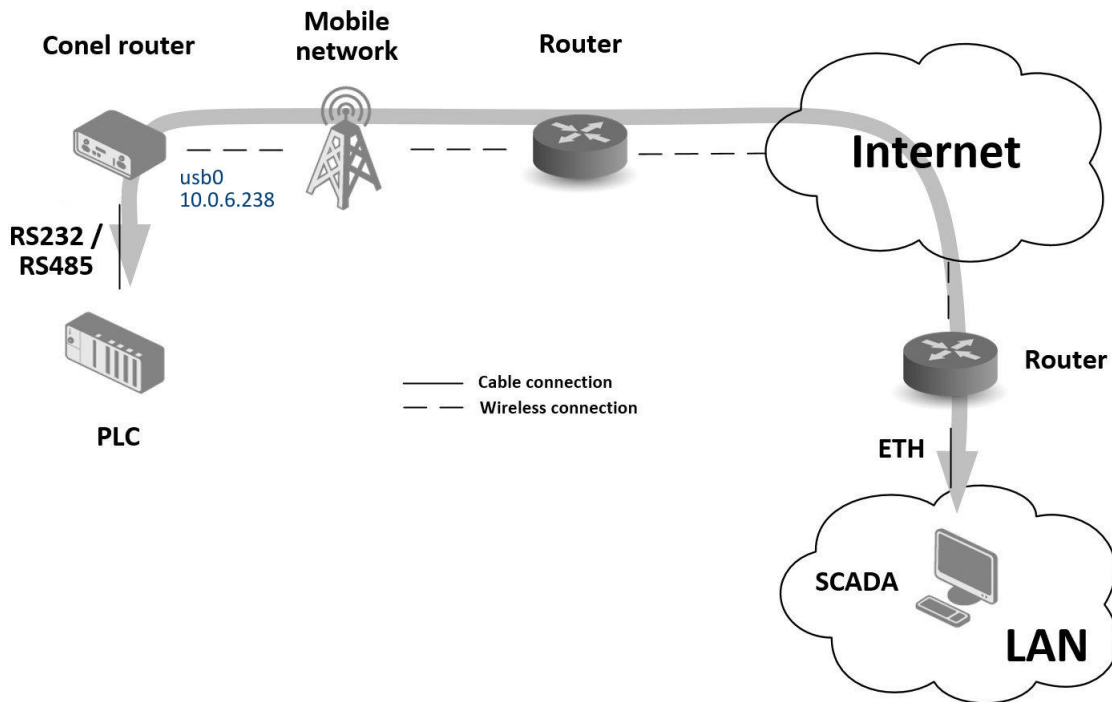 Conel router
Mobile
network
Router
Internet
usb0
10.0.6.238
RS232 /
RS485
PLC
Cable connection
Wireless connection
Router
ETH
SCADA
LAN